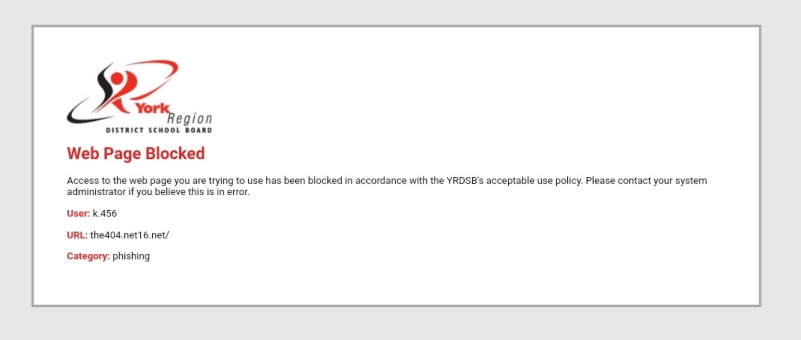 York
Region
DISTRICT SCHOOL BOARD
Web Page Blocked
Access to the web page you are trying to use has been blocked in accordance with the YRDSB's acceptable use policy. Please contact your system
administrator if you believe this is in error.
User: k.456
URL: the404.net16.net/
Category: phishing